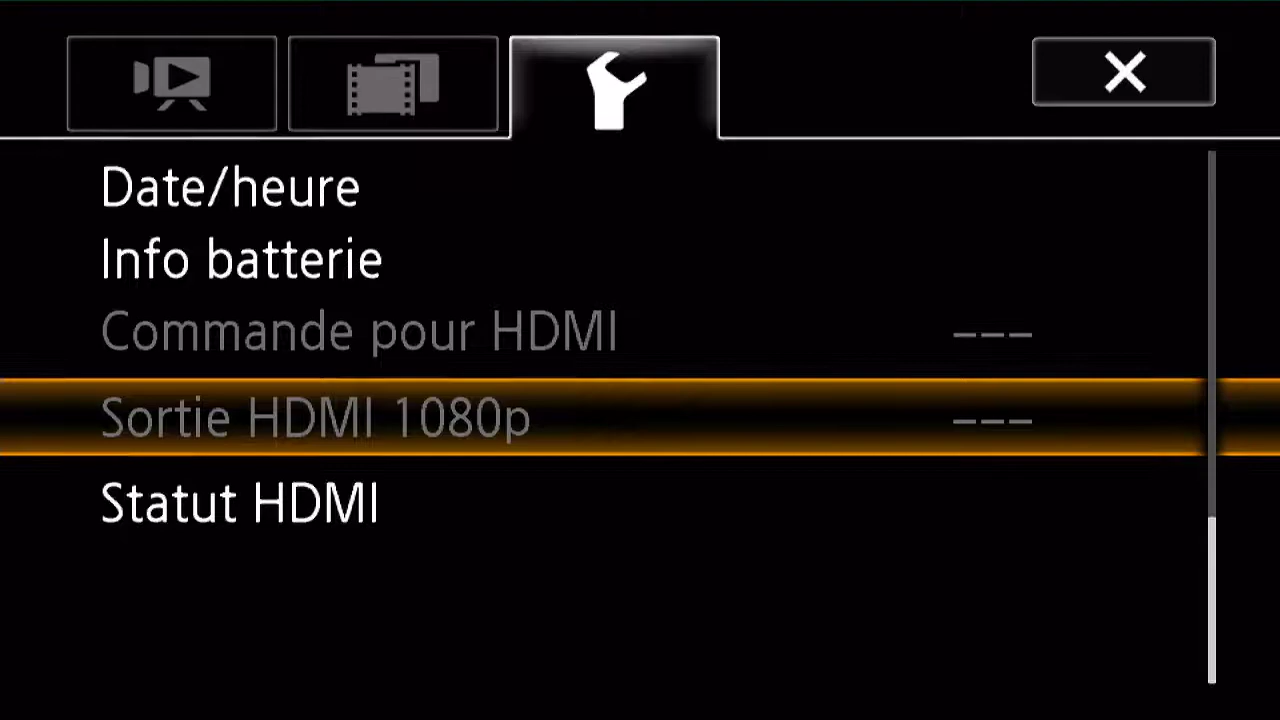 Date/heure
Info batterie
Commande pour HDMI ---
Sortie HDMI 1080p ---
Statut HDMI